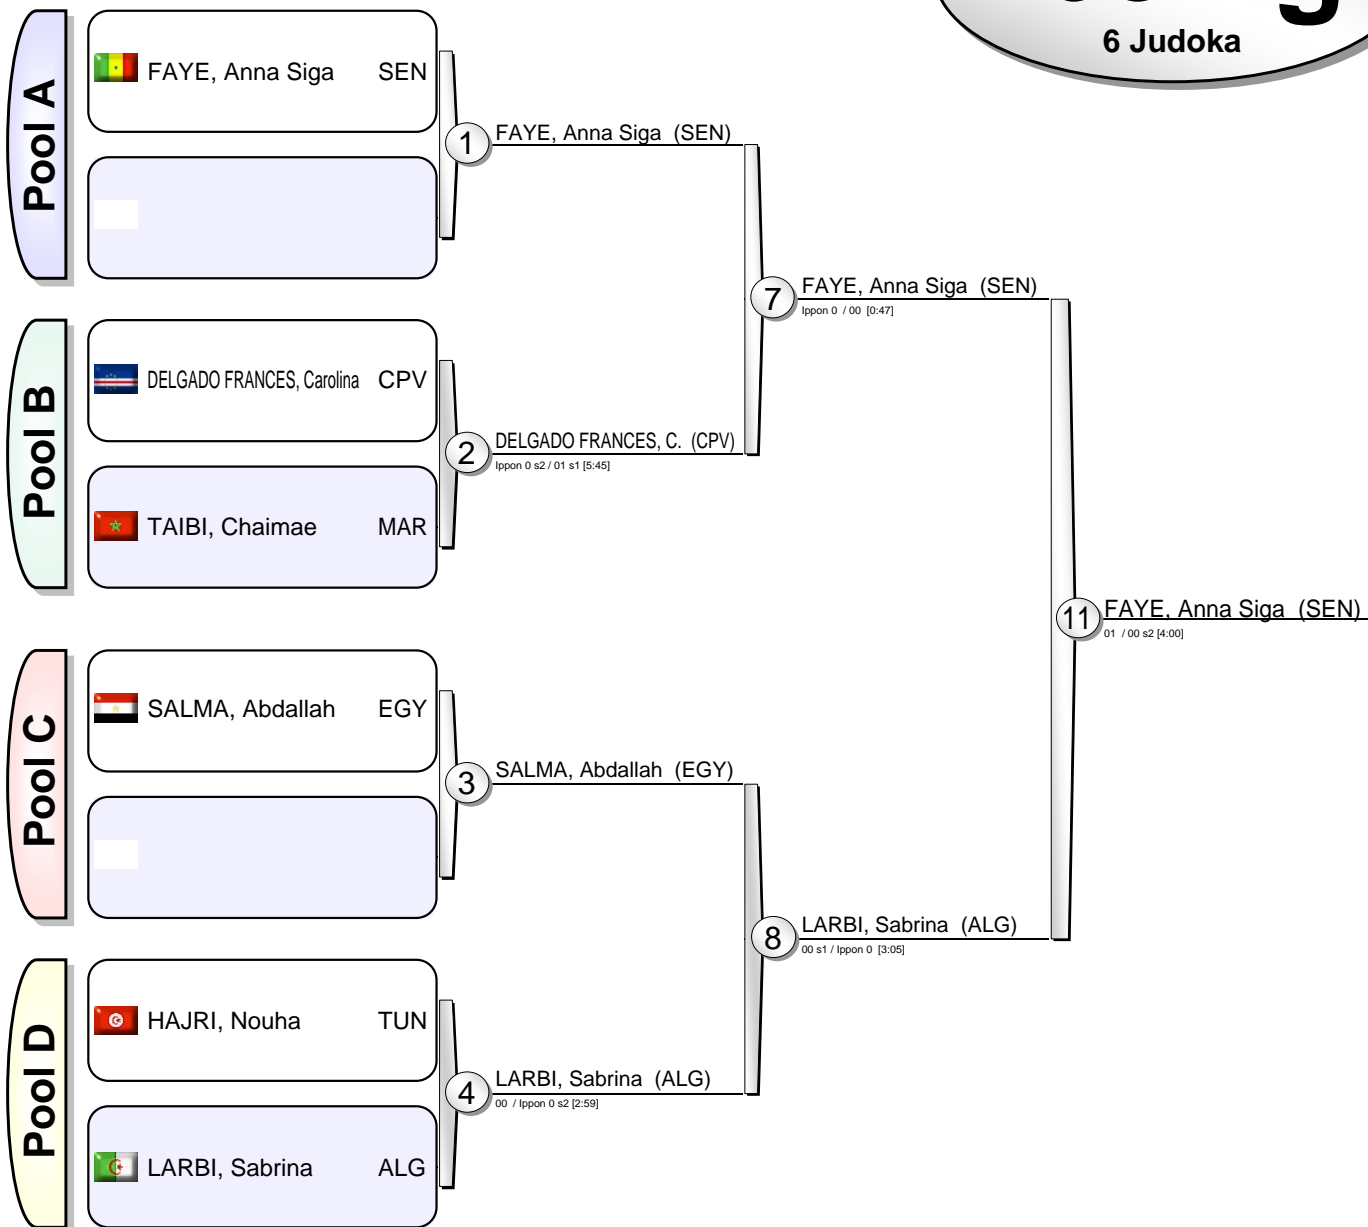 6 Judoka
Pool A
FAYE, Anna Siga SEN
1
FAYE, Anna Siga (SEN)
Pool B
DELGADO FRANCES, Carolina CPV
TAIBI, Chaimae MAR
2
DELGADO FRANCES, C. (CPV)
Ippon 0 s2 / 01 s1 [5:45]
7
FAYE, Anna Siga (SEN)
Ippon 0 / 00 [0:47]
Pool C
SALMA, Abdallah EGY
3
SALMA, Abdallah (EGY)
Pool D
HAJRI, Nouha TUN
LARBI, Sabrina ALG
4
LARBI, Sabrina (ALG)
00 / Ippon 0 s2 [2:59]
8
LARBI, Sabrina (ALG)
00 s1 / Ippon 0 [3:05]
11
FAYE, Anna Siga (SEN)
01 / 00 s2 [4:00]